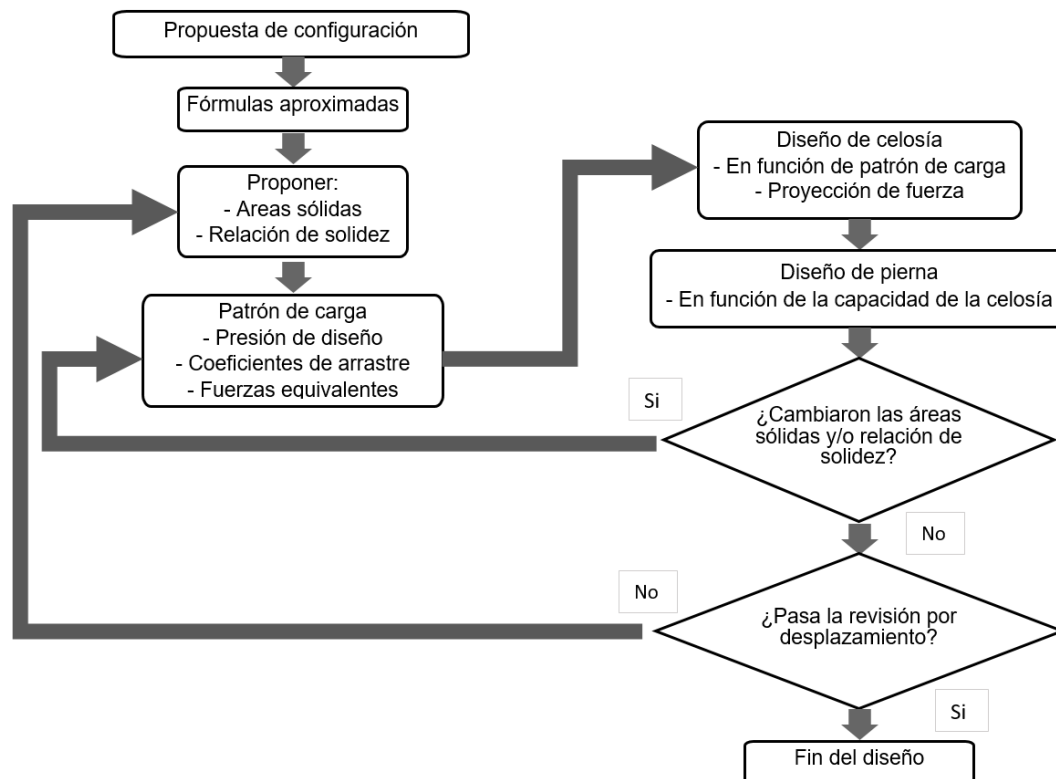 Propuesta de configuración
Fórmulas aproximadas
Proponer:
- Areas sólidas
- Relación de solidez
Patrón de carga
- Presión de diseño
- Coeficientes de arrastre
- Fuerzas equivalentes
Diseño de celosía
- En función de patrón de carga
- Proyección de fuerza
Diseño de pierna
- En función de la capacidad de la celosía
Si
¿Cambiaron las áreas
sólidas y/o relación de
solidez?
No
No
¿Pasa la revisión por
desplazamiento?
Si
Fin del diseño